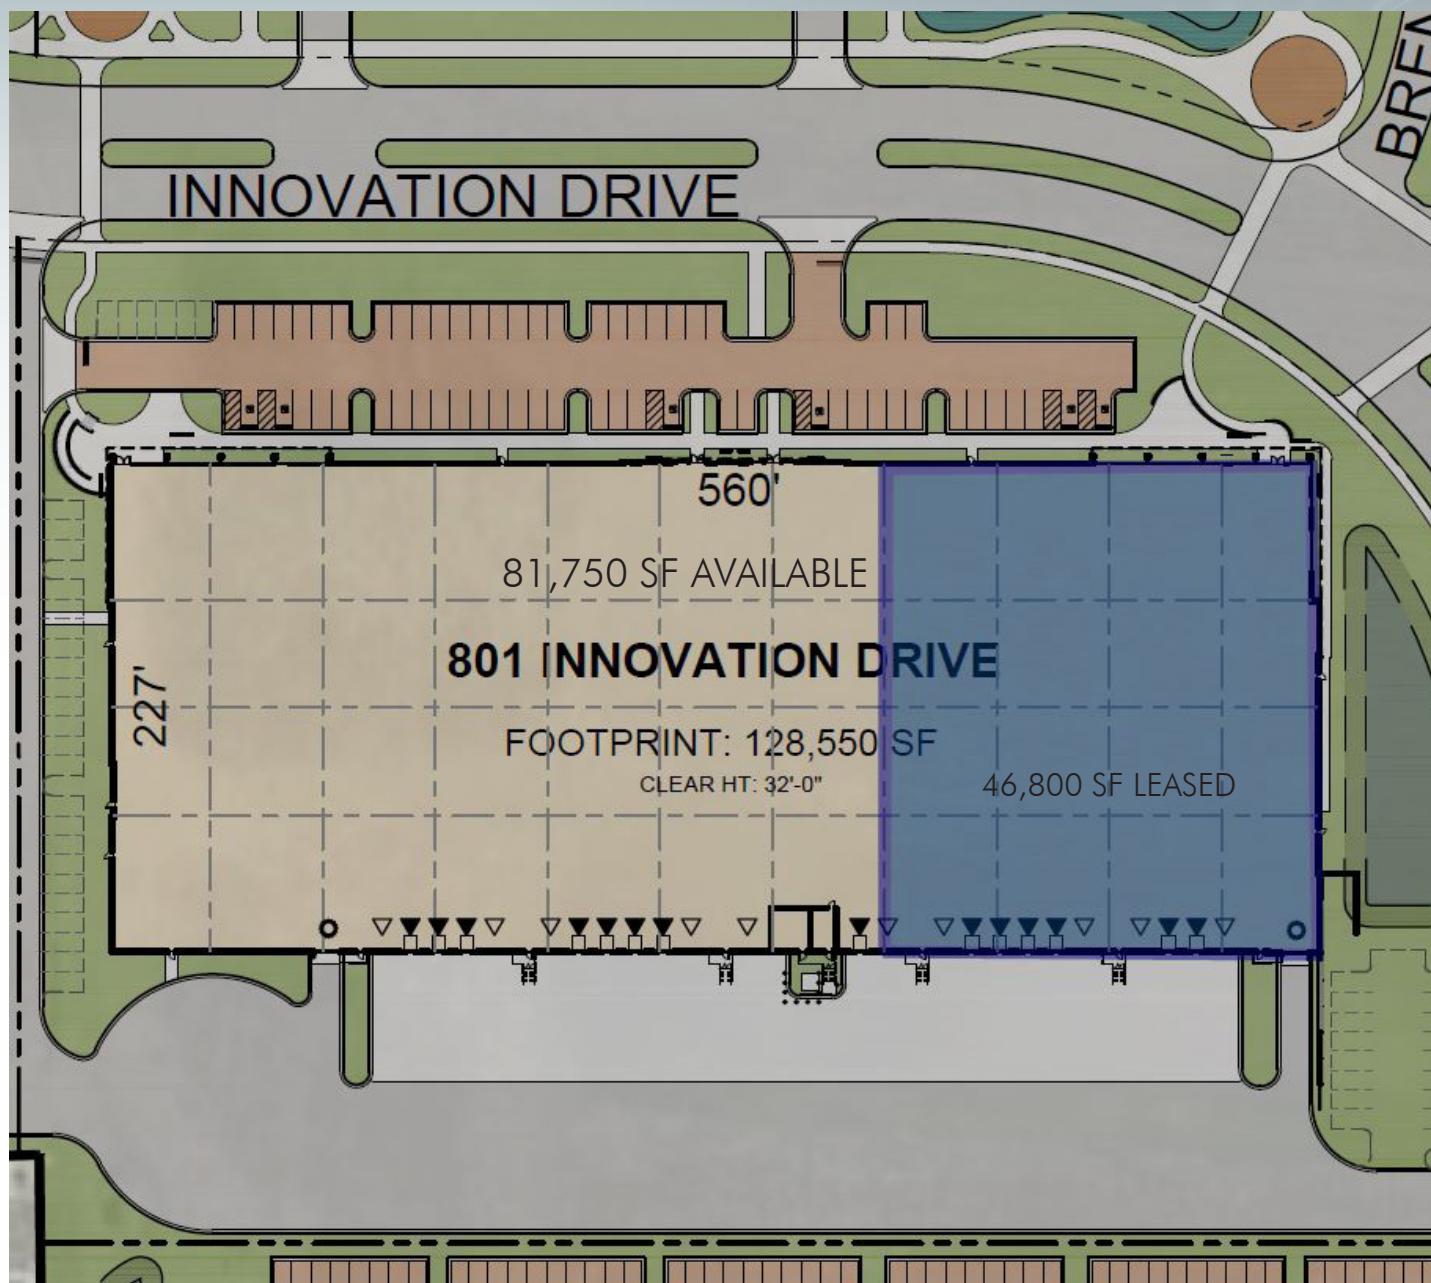 BREN
INNOVATION DRIVE
560'
81,750 SF AVAILABLE
801 INNOVATION DRIVE
227'
FOOTPRINT: 128,550 SF
CLEAR HT: 32'-0"
46,800 SF LEASED